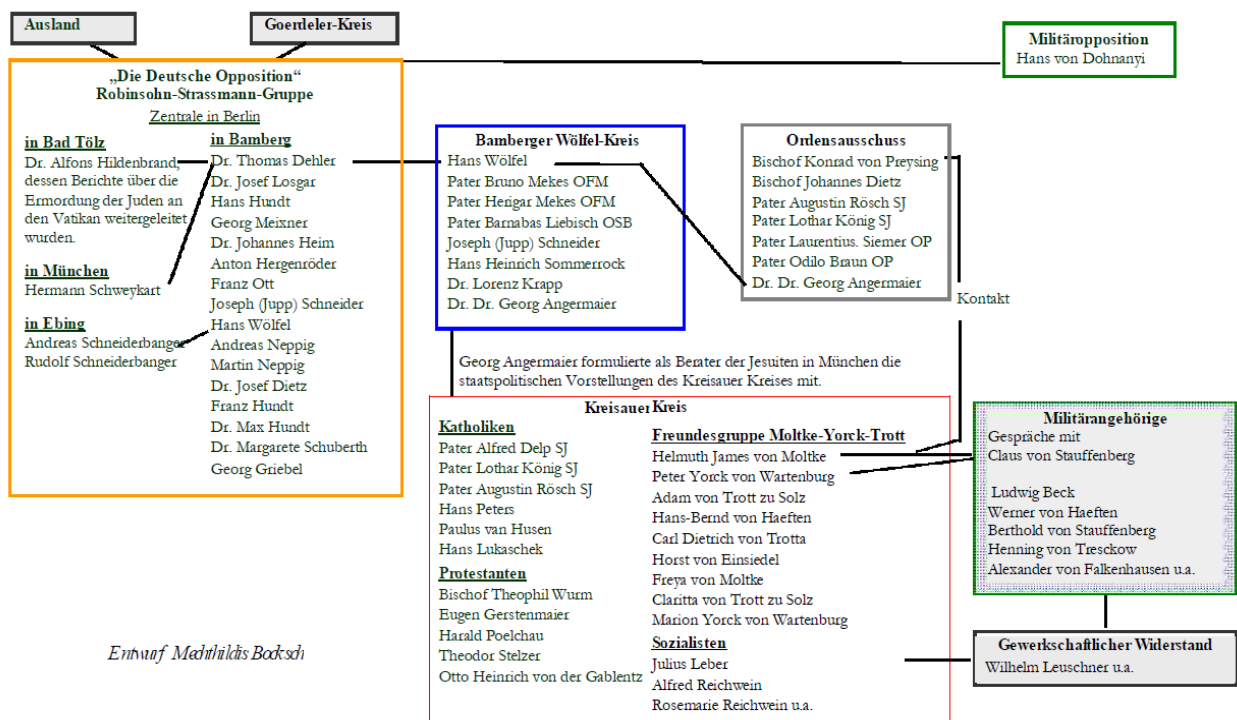 Ausland
Goerdeler-Kreis
Militäropposition
Hans von Dohnanyi
„Die Deutsche Opposition“
Robinsohn-Strassmann-Gruppe
Zentrale in Berlin
in Bad Tölz
Dr. Alfons Hildenbrand,
dessen Berichte über die
Ermordung der Juden an
den Vatikan weitergeleitet
wurden.
in München
Hermann Schweykart
in Ebing
Andreas Schneiderbanger
Rudolf Schneiderbanger
in Bamberg
Dr. Thomas Dehler
Dr. Josef Losgar
Hans Hundt
Georg Meixner
Dr. Johannes Heim
Anton Hergenröder
Franz Ott
Joseph (Jupp) Schneider
Hans Wölfel
Andreas Neppig
Martin Neppig
Dr. Josef Dietz
Franz Hundt
Dr. Max Hundt
Dr. Margarete Schuberth
Georg Griebel
Bamberger Wölfel-Kreis
Hans Wölfel
Pater Bruno Mekes OFM
Pater Herigar Mekes OFM
Pater Barnabas Liebisch OSB
Joseph (Jupp) Schneider
Hans Heinrich Sommerrock
Dr. Lorenz Krapp
Dr. Dr. Georg Angermaier
Ordensausschuss
Bischof Konrad von Preysing
Bischof Johannes Dietz
Pater Augustin Rösch SJ
Pater Lothar König SJ
Pater Laurentius. Siemer OP
Pater Odilo Braun OP
Dr. Dr. Georg Angermaier
Kontakt
Georg Angermaier formulierte als Berater der Jesuiten in München die
staatspolitischen Vorstellungen des Kreisauer Kreises mit.
Kreisauer Kreis
Katholiken
Pater Alfred Delp SJ
Pater Lothar König SJ
Pater Augustin Rösch SJ
Hans Peters
Paulus van Husen
Hans Lukaschek
Protestanten
Bischof Theophil Wurm
Eugen Gerstenmaier
Harald Poelchau
Theodor Stelzer
Otto Heinrich von der Gablentz
Freundesgruppe Moltke-Yorck-Trott
Helmuth James von Moltke
Peter Yorck von Wartenburg
Adam von Trott zu Solz
Hans-Bernd von Haeften
Carl Dietrich von Trotta
Horst von Einsiedel
Freya von Moltke
Claritta von Trott zu Solz
Marion Yorck von Wartenburg
Sozialisten
Julius Leber
Alfred Reichwein
Rosemarie Reichwein u.a.
Militärangehörige
Gespräche mit
Claus von Stauffenberg
Ludwig Beck
Werner von Haeften
Berthold von Stauffenberg
Henning von Tresckow
Alexander von Falkenhausen u.a.
Gewerkschaftlicher Widerstand
Wilhelm Leuschner u.a.
Entwurf Mechthildis Bocksch